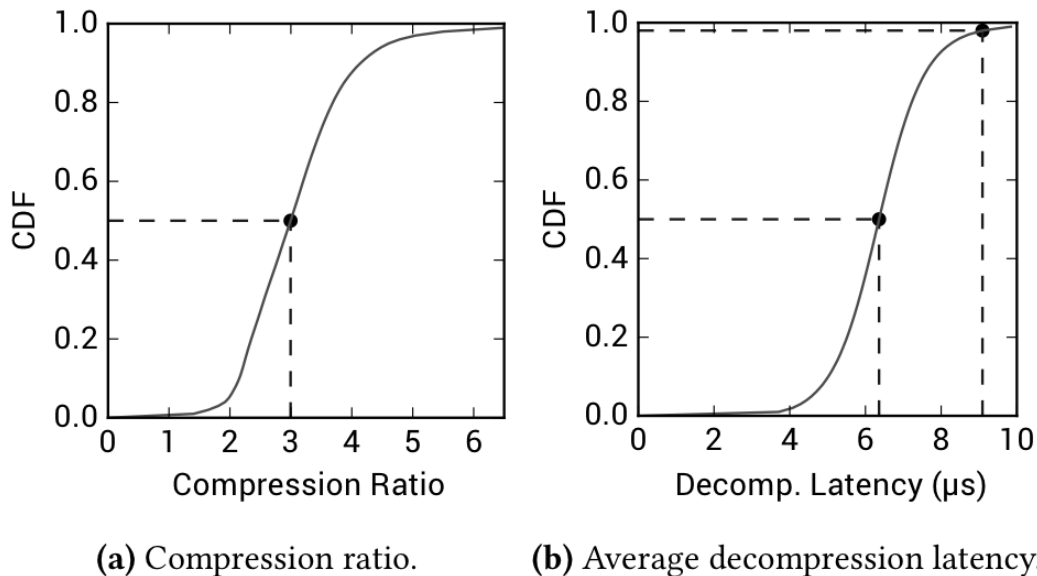 1.0
0.8
0.6
0.4
0.2
0.0
CDF
0 1 2 3 4 5 6
Compression Ratio
(a) Compression ratio.
1.0
0.8
0.6
0.4
0.2
0.0
CDF
0 2 4 6 8 10
Decomp. Latency (μs)
(b) Average decompression latency.